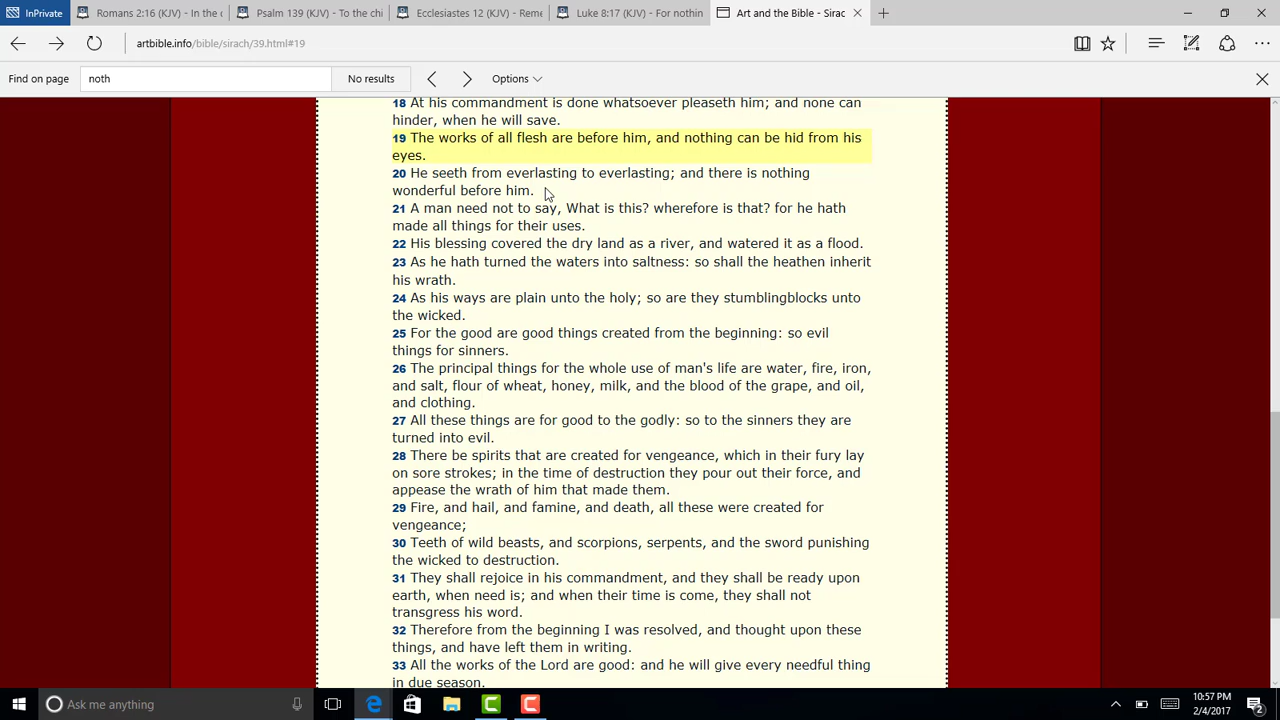 InPrivate
Romans 2:16 (KJV) - In the d
Psalm 139 (KJV) - To the chi
Ecclesiastes 12 (KJV) - Reme
Luke 8:17 (KJV) - For nothin
Art and the Bible - Sirac
artbible.info/bible/sirach/39.html#19
Find on page
noth
No results
Options
18 At his commandment is done whatsoever pleaseth him; and none can
hinder, when he will save.
19 The works of all flesh are before him, and nothing can be hid from his
eyes.
20 He seeth from everlasting to everlasting; and there is nothing
wonderful before him.
21 A man need not to say, What is this? wherefore is that? for he hath
made all things for their uses.
22 His blessing covered the dry land as a river, and watered it as a flood.
23 As he hath turned the waters into saltness: so shall the heathen inherit
his wrath.
24 As his ways are plain unto the holy; so are they stumblingblocks unto
the wicked.
25 For the good are good things created from the beginning: so evil
things for sinners.
26 The principal things for the whole use of man's life are water, fire, iron,
and salt, flour of wheat, honey, milk, and the blood of the grape, and oil,
and clothing.
27 All these things are for good to the godly: so to the sinners they are
turned into evil.
28 There be spirits that are created for vengeance, which in their fury lay
on sore strokes; in the time of destruction they pour out their force, and
appease the wrath of him that made them.
29 Fire, and hail, and famine, and death, all these were created for
vengeance;
30 Teeth of wild beasts, and scorpions, serpents, and the sword punishing
the wicked to destruction.
31 They shall rejoice in his commandment, and they shall be ready upon
earth, when need is; and when their time is come, they shall not
transgress his word.
32 Therefore from the beginning I was resolved, and thought upon these
things, and have left them in writing.
33 All the works of the Lord are good: and he will give every needful thing
in due season.
Ask me anything
10:57 PM
2/4/2017
2